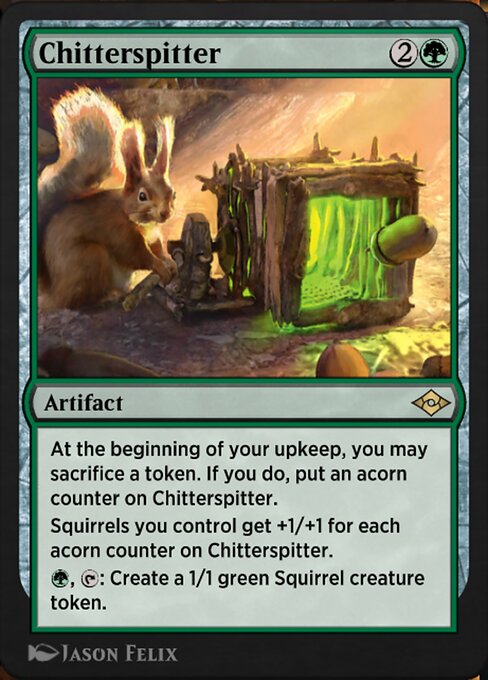 Chitterspitter 2
Artifact
At the beginning of your upkeep, you may
sacrifice a token. If you do, put an acorn
counter on Chitterspitter.
Squirrels you control get +1/+1 for each
acorn counter on Chitterspitter.
, : Create a 1/1 green Squirrel creature
token.
Jason Felix